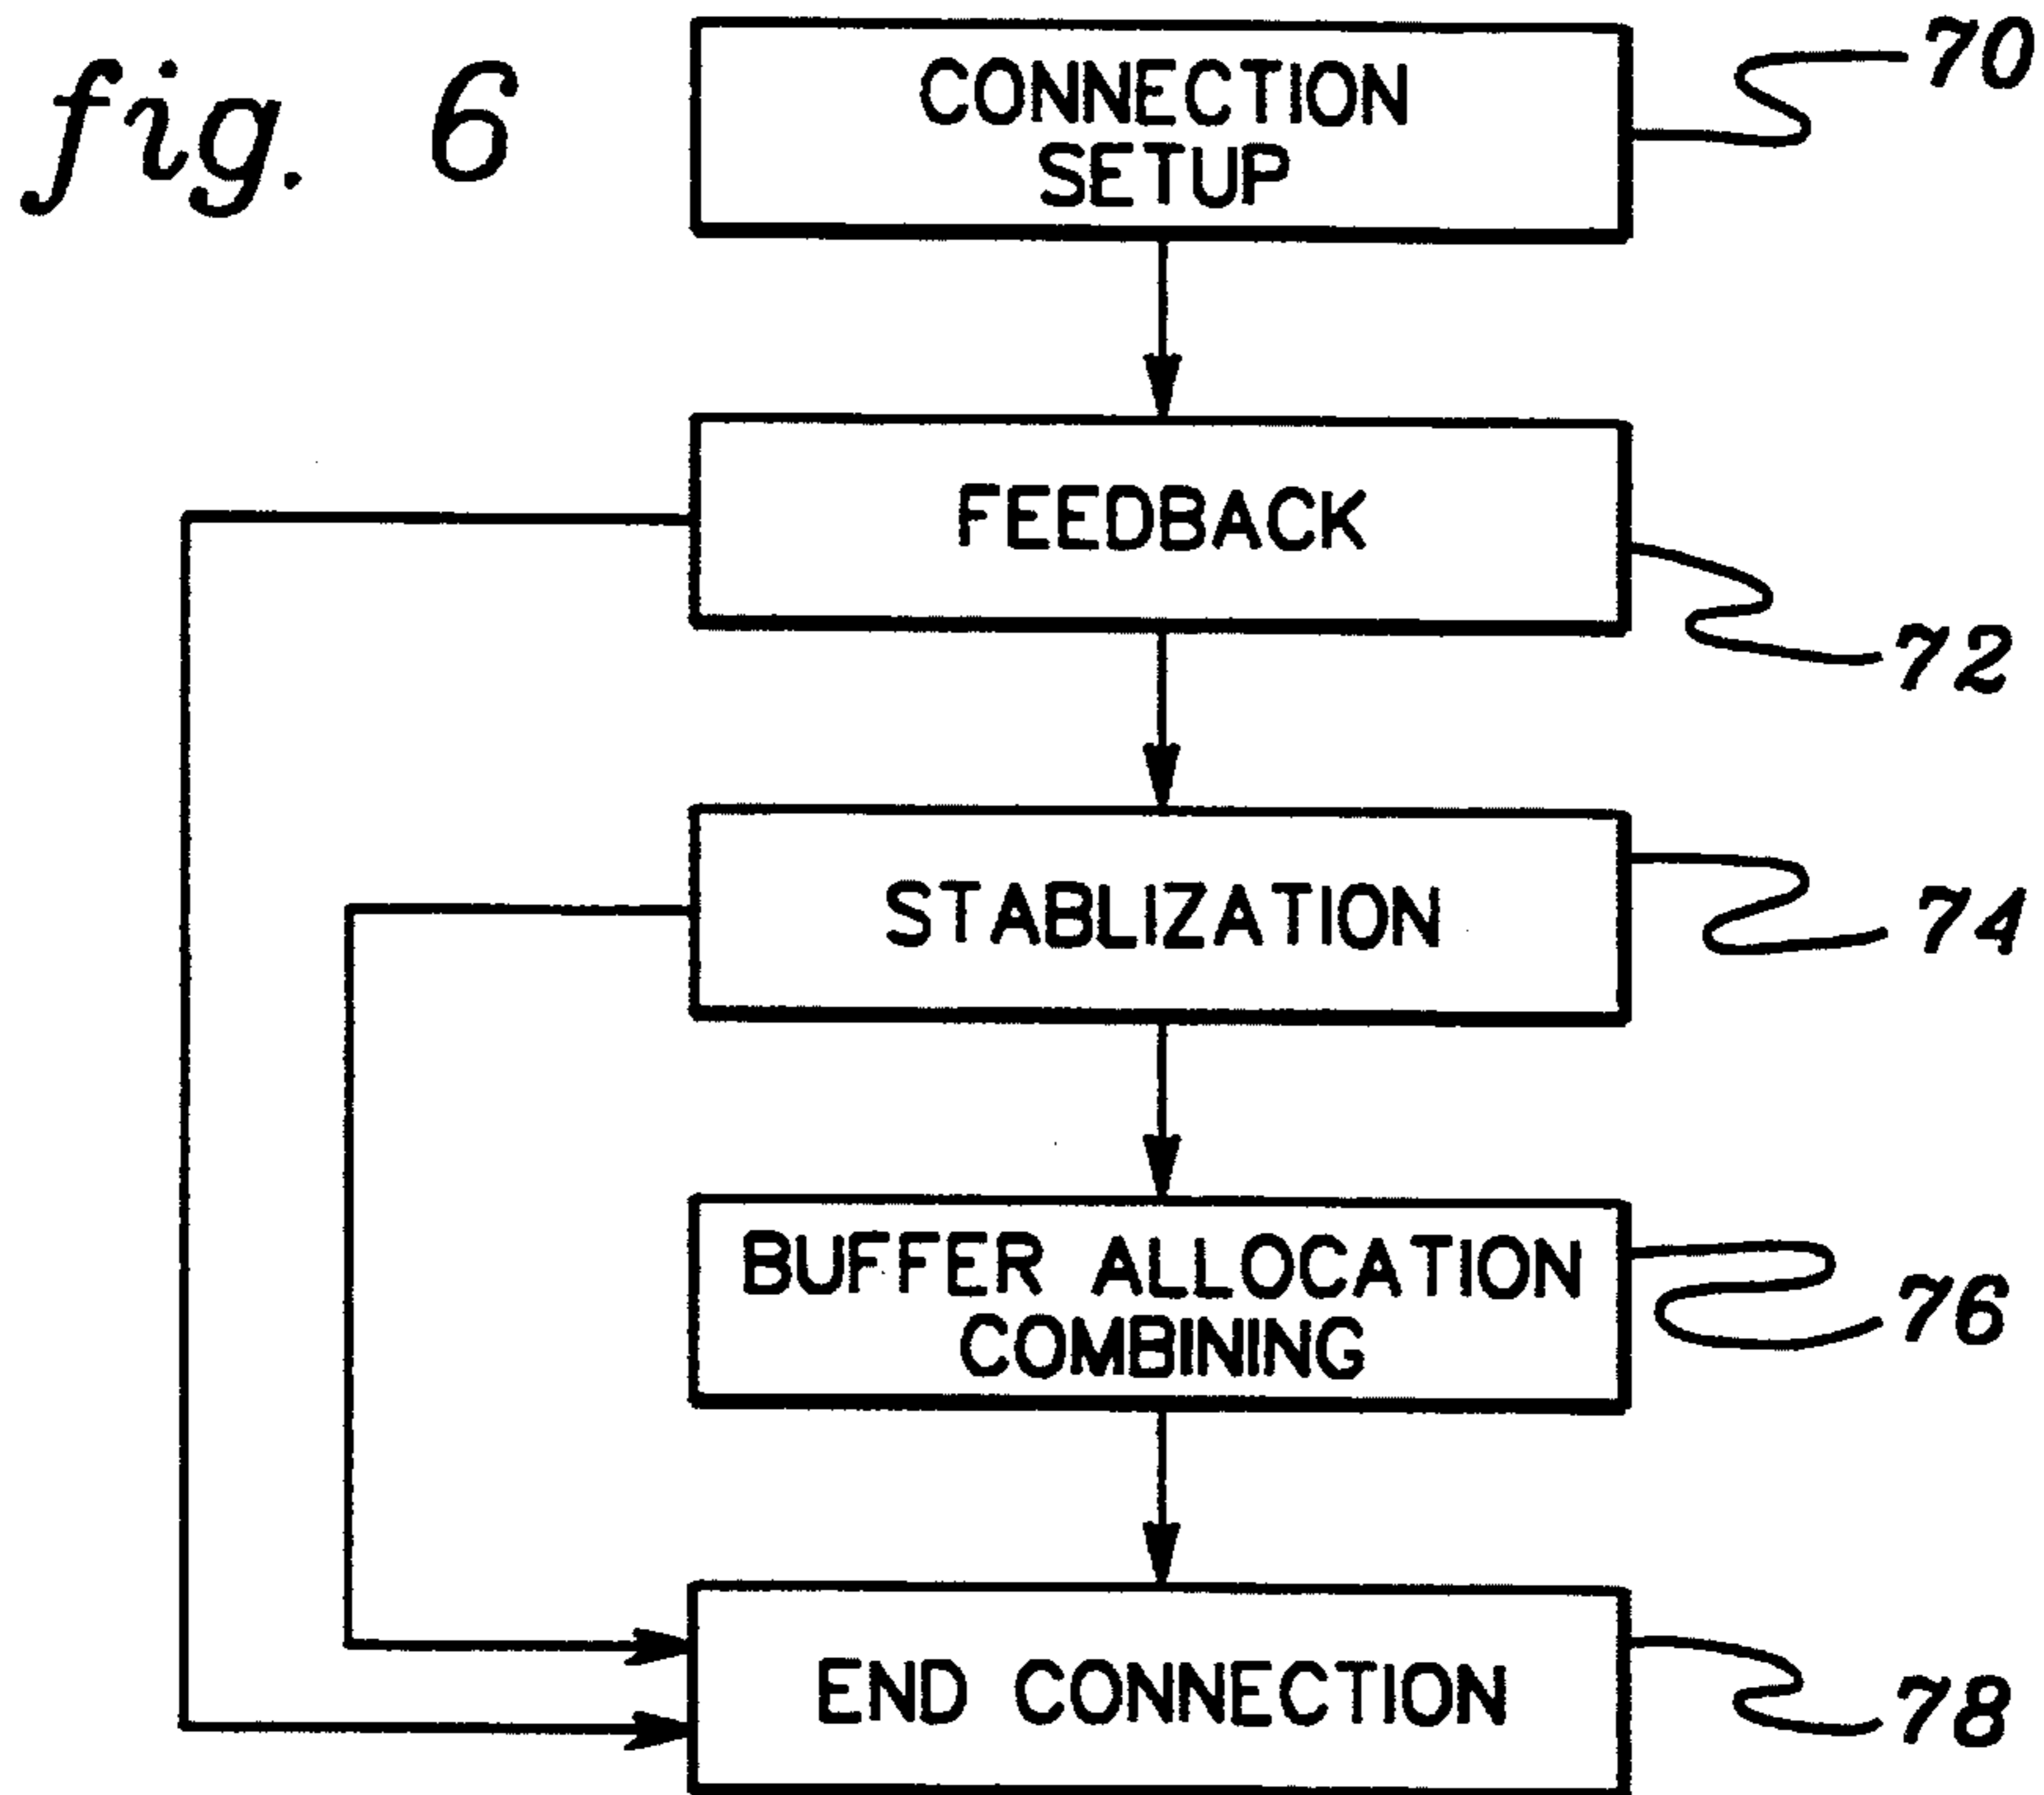 fig. 6
CONNECTION
SETUP
70
FEEDBACK
72
STABLIZATION
74
BUFFER ALLOCATION
COMBINING
76
END CONNECTION
78